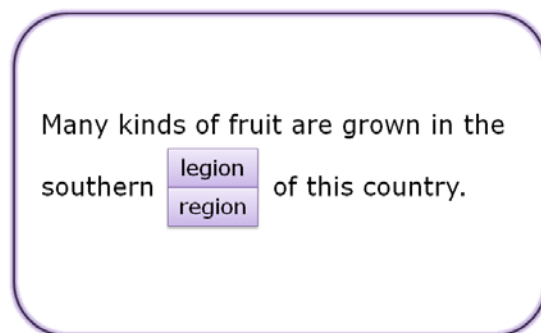 Many kinds of fruit are grown in the
legion
southern of this country.
region